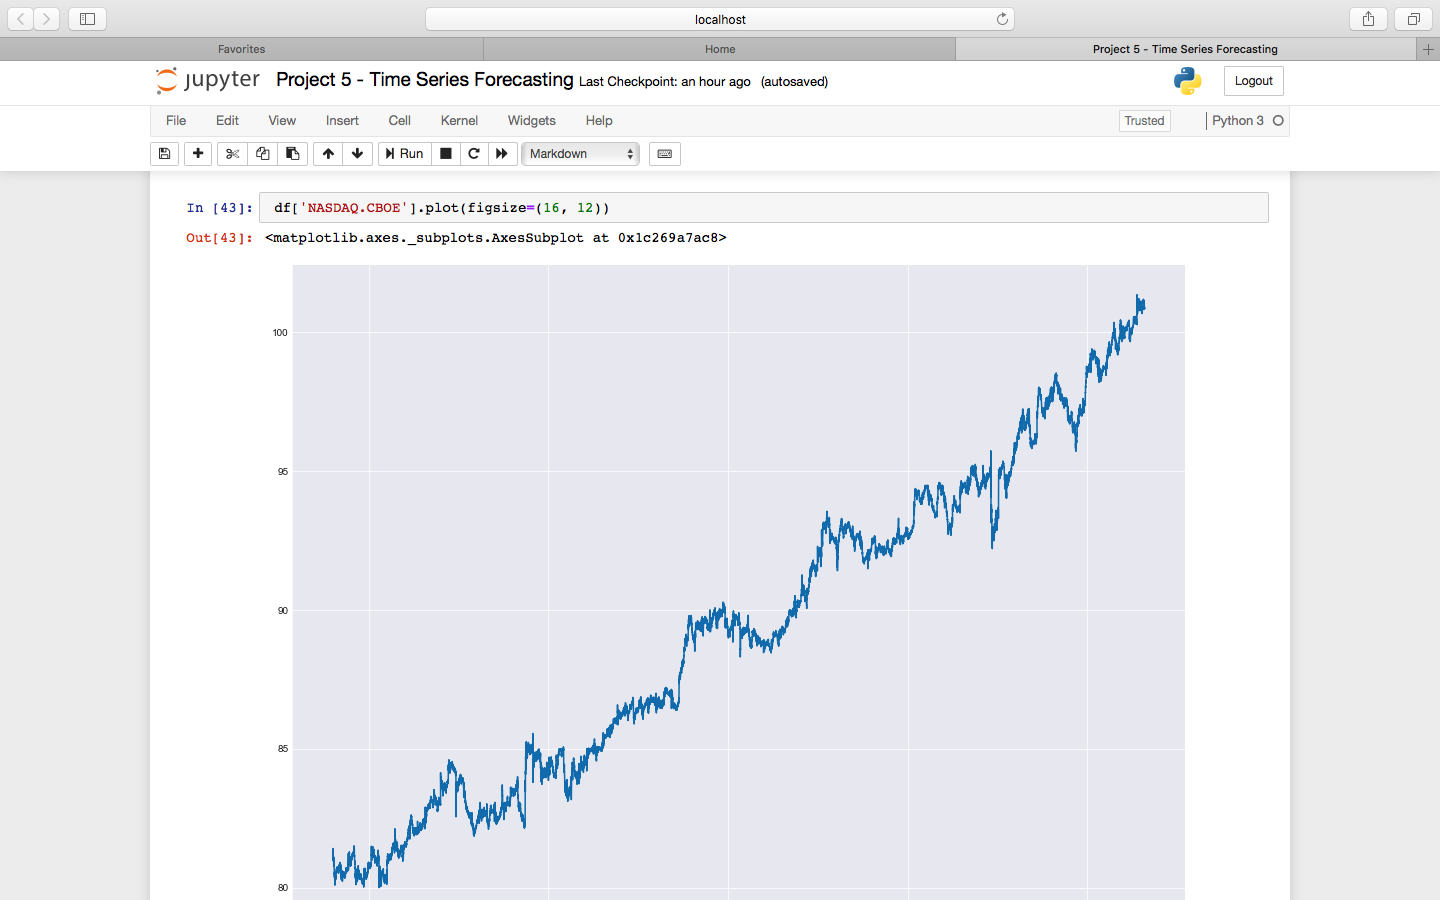 localhost
Favorites
Home
Project 5 - Time Series Forecasting
jupyter Project 5 - Time Series Forecasting Last Checkpoint: an hour ago (autosaved)
Logout
File Edit View Insert Cell Kernel Widgets Help
Trusted
Python 3
Run
Markdown
In [43]: df['NASDAQ.CBOE'].plot(figsize=(16, 12))
Out[43]: <matplotlib.axes._subplots.AxesSubplot at 0x1c269a7ac8>
100
95
90
85
80